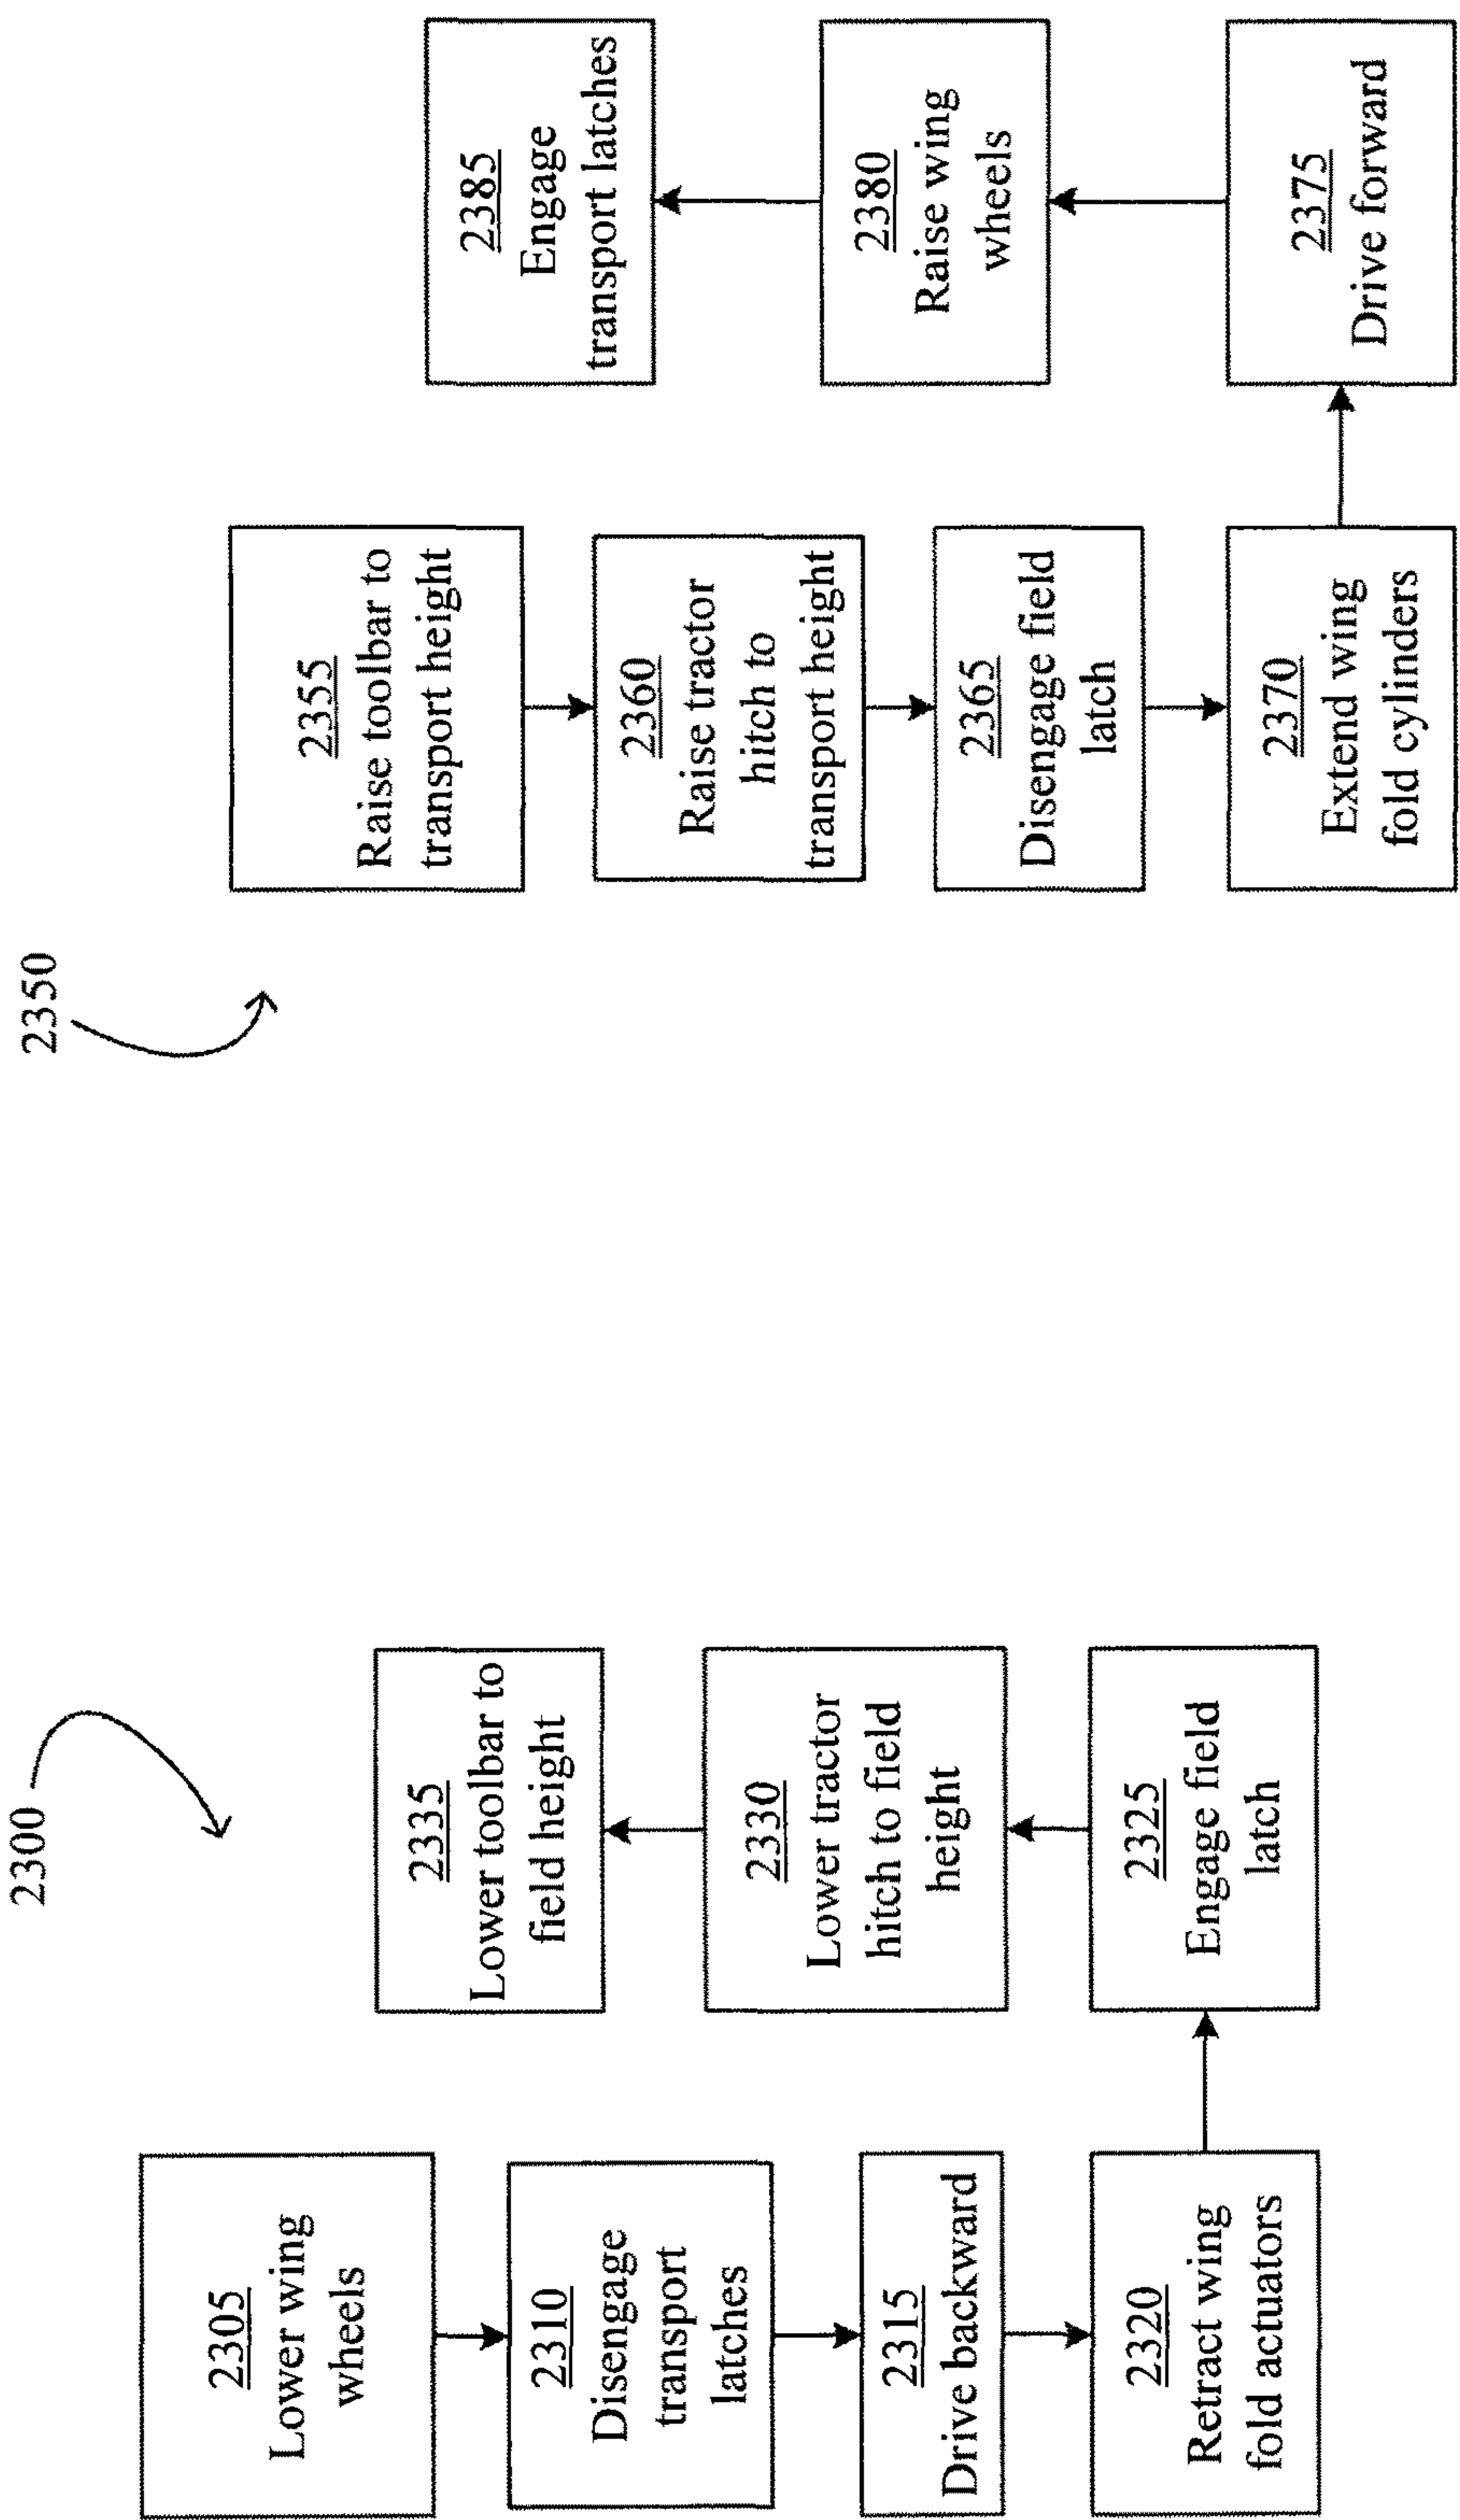 2300
2305
Lower wing
wheels
2310
Disengage
transport
latches
2315
Drive backward
2320
Retract wing
fold actuators
2325
Engage field
latch
2330
Lower tractor
hitch to field
height
2335
Lower toolbar to
field height
2350
2355
Raise toolbar to
transport height
2360
Raise tractor
hitch to
transport height
2365
Disengage field
latch
2370
Extend wing
fold cylinders
2375
Drive forward
2380
Raise wing
wheels
2385
Engage
transport latches